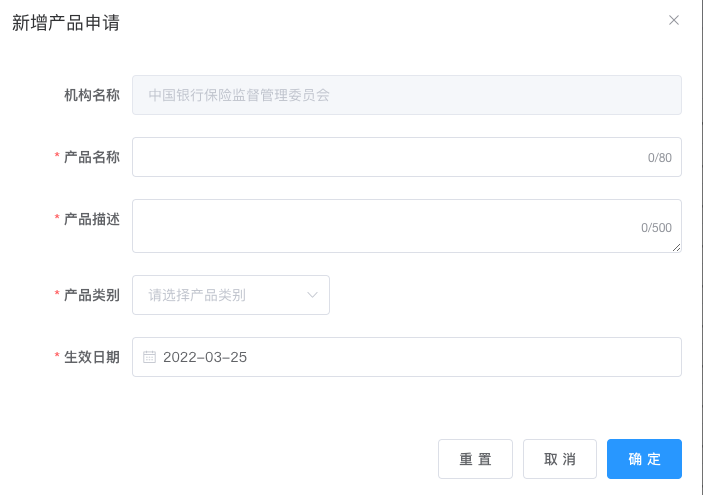 新增产品申请
机构名称 中国银行保险监督管理委员会
* 产品名称 0/80
* 产品描述 0/500
* 产品类别 请选择产品类别
* 生效日期 2022-03-25
重置 取消 确定